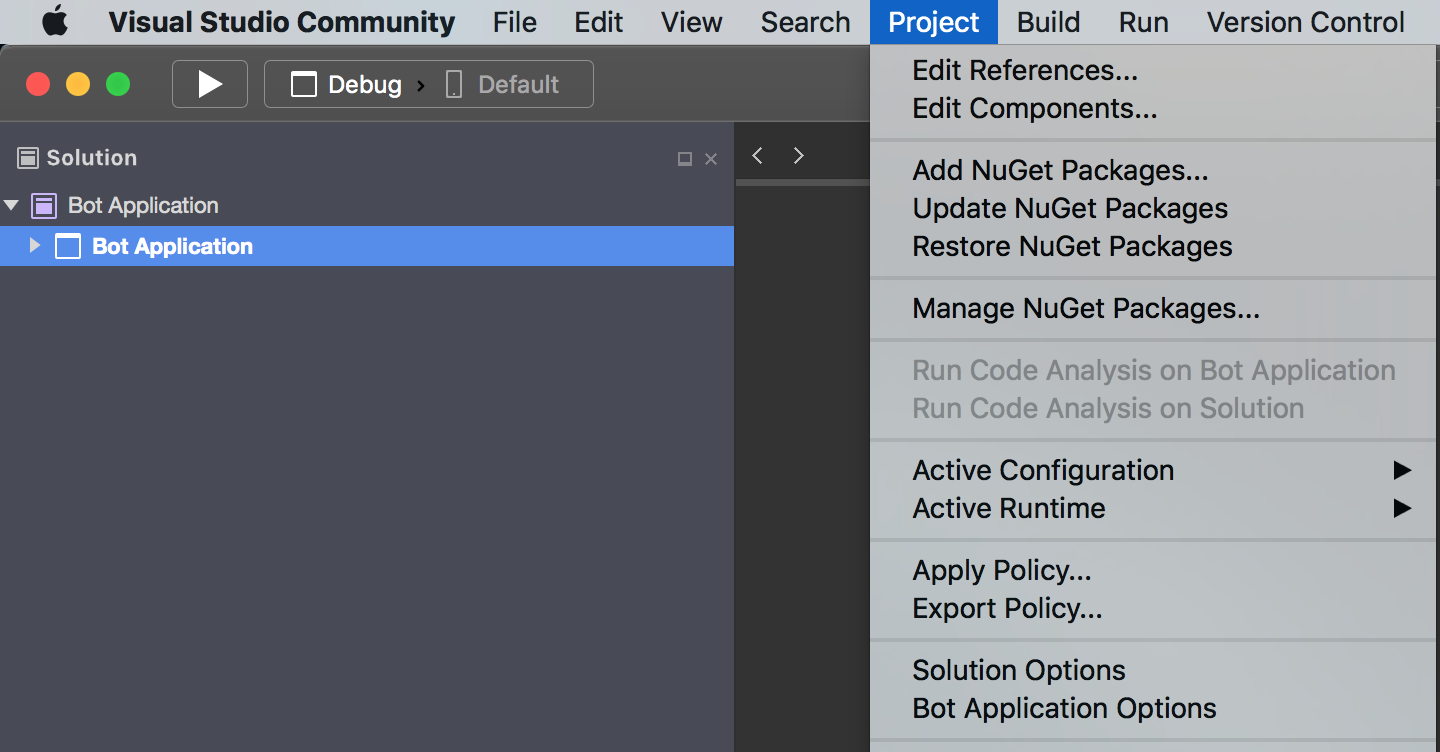 Visual Studio Community File Edit View Search Project Build Run Version Control
Debug Default
Solution
Bot Application
Bot Application
Edit References...
Edit Components...
Add NuGet Packages...
Update NuGet Packages
Restore NuGet Packages
Manage NuGet Packages...
Run Code Analysis on Bot Application
Run Code Analysis on Solution
Active Configuration
Active Runtime
Apply Policy...
Export Policy...
Solution Options
Bot Application Options